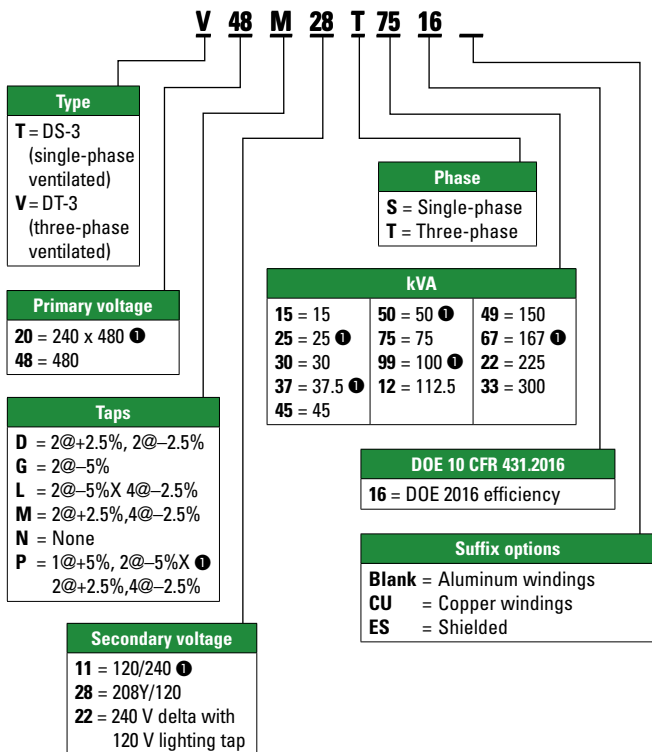 V 48 M 28 T 75 16
Type
T = DS-3
(single-phase
ventilated)
V = DT-3
(three-phase
ventilated)
Primary voltage
20 = 240 x 480 ❶
48 = 480
Taps
D = 2@+2.5%, 2@–2.5%
G = 2@–5%
L = 2@–5%X 4@–2.5%
M = 2@+2.5%,4@–2.5%
N = None
P = 1@+5%, 2@–5%X ❶
2@+2.5%,4@–2.5%
Secondary voltage
11 = 120/240 ❶
28 = 208Y/120
22 = 240 V delta with
120 V lighting tap
Phase
S = Single-phase
T = Three-phase
kVA
15 = 15
25 = 25 ❶
30 = 30
37 = 37.5 ❶
45 = 45
50 = 50 ❶
75 = 75
99 = 100 ❶
12 = 112.5
49 = 150
67 = 167 ❶
22 = 225
33 = 300
DOE 10 CFR 431.2016
16 = DOE 2016 efficiency
Suffix options
Blank = Aluminum windings
CU = Copper windings
ES = Shielded